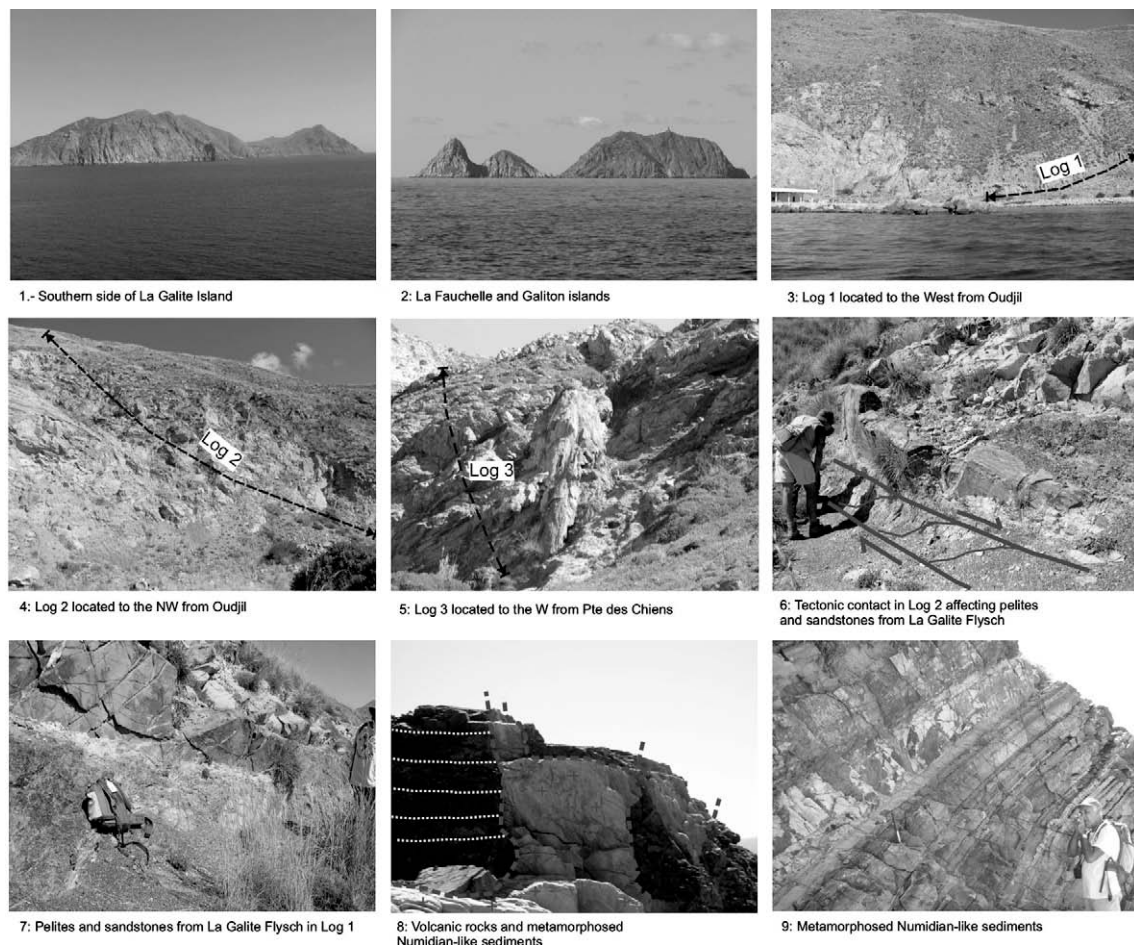 1.- Southern side of La Galite Island
2: La Fauchelle and Galiton islands
Log 1
3: Log 1 located to the West from Oudjil
Log 2
4: Log 2 located to the NW from Oudjil
Log 3
5: Log 3 located to the W from Pte des Chiens
6: Tectonic contact in Log 2 affecting pelites
and sandstones from La Galite Flysch
7: Pelites and sandstones from La Galite Flysch in Log 1
8: Volcanic rocks and metamorphosed
Numidian-like sediments
9: Metamorphosed Numidian-like sediments